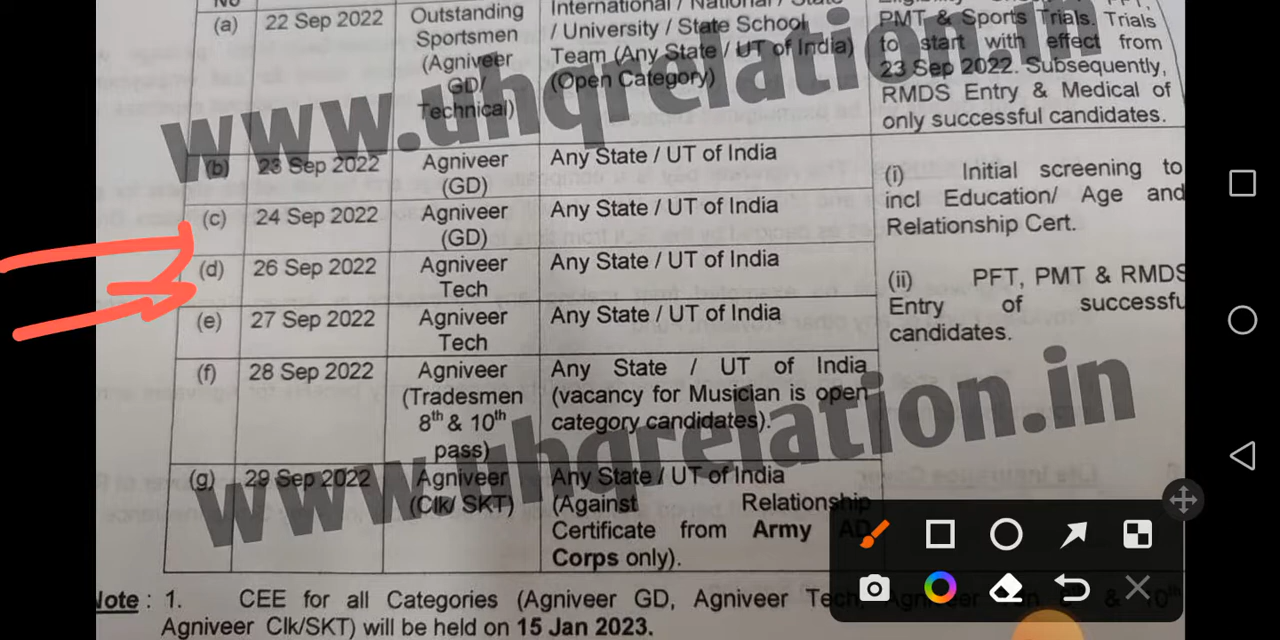 No
(a) 22 Sep 2022 Outstanding Sportsmen (Agniveer GD/ Technical) / University / State School Team (Any State / UT of India) (Open Category) PMT & Sports Trials. Trials to start with effect from 23 Sep 2022. Subsequently, RMDS Entry & Medical of only successful candidates.
(b) 23 Sep 2022 Agniveer (GD) Any State / UT of India
(c) 24 Sep 2022 Agniveer (GD) Any State / UT of India
(d) 26 Sep 2022 Agniveer Tech Any State / UT of India
(e) 27 Sep 2022 Agniveer Tech Any State / UT of India
(f) 28 Sep 2022 Agniveer (Tradesmen 8th & 10th pass) Any State / UT of India (vacancy for Musician is open category candidates).
(g) 29 Sep 2022 Agniveer (Clk/ SKT) Any State / UT of India (Against Relationship Certificate from Army AD Corps only).
(i) Initial screening to
incl Education/ Age and
Relationship Cert.
(ii) PFT, PMT & RMDS
Entry of successfu
candidates.
www.uhqrelation.in
www.uhqrelation.in
Note : 1. CEE for all Categories (Agniveer GD, Agniveer Tech,
Agniveer Clk/SKT) will be held on 15 Jan 2023.